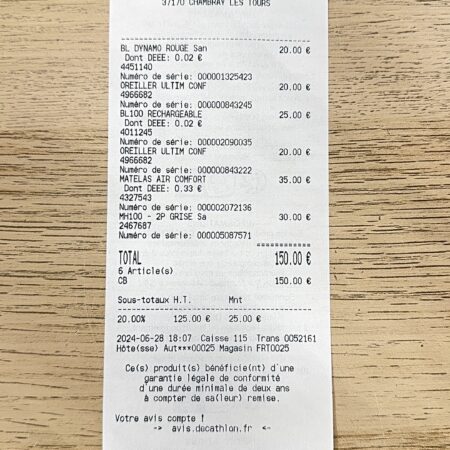 37170 CHAMBRAY LES TOURS
BL DYNAMO ROUGE San 20.00 €
Dont DEEE: 0.02 €
4451140
Numéro de série: 000001325423
OREILLER ULTIM CONF 20.00 €
4966682
Numéro de série: 000000843245
BL100 RECHARGEABLE 25.00 €
Dont DEEE: 0.02 €
4011245
Numéro de série: 000002090035
OREILLER ULTIM CONF 20.00 €
4966682
Numéro de série: 000000843222
MATELAS AIR COMFORT 35.00 €
Dont DEEE: 0.33 €
4327543
Numéro de série: 000002072136
MH100 - 2P GRISE Sa 30.00 €
2467687
Numéro de série: 000005087571
============
TOTAL 150.00 €
6 Article(s)
CB 150.00 €
Sous-totaux H.T. Mnt
20.00% 125.00 € 25.00 €
2024-06-28 18:07 Caisse 115 Trans 0052161
Hôte(sse) Aut***00025 Magasin FRT0025
Ce(s) produit(s) bénéficie(nt) d'une
garantie légale de conformité
d'une durée minimale de deux ans
à compter de sa(leur) remise.
Votre avis compte !
-> avis.decathlon.fr <-